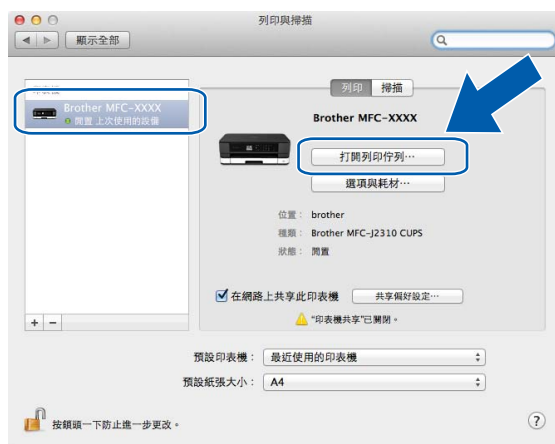 列印與掃描
顯示全部
印表機
Brother MFC-XXXX
閒置 上次使用的設備
列印 掃描
Brother MFC-XXXX
打開列印佇列…
選項與耗材…
位置： brother
種類： Brother MFC-J2310 CUPS
狀態： 閒置
在網路上共享此印表機 共享偏好設定…
“印表機共享”已關閉。
+ −
預設印表機： 最近使用的印表機
預設紙張大小： A4
按鎖頭一下防止進一步更改。
?